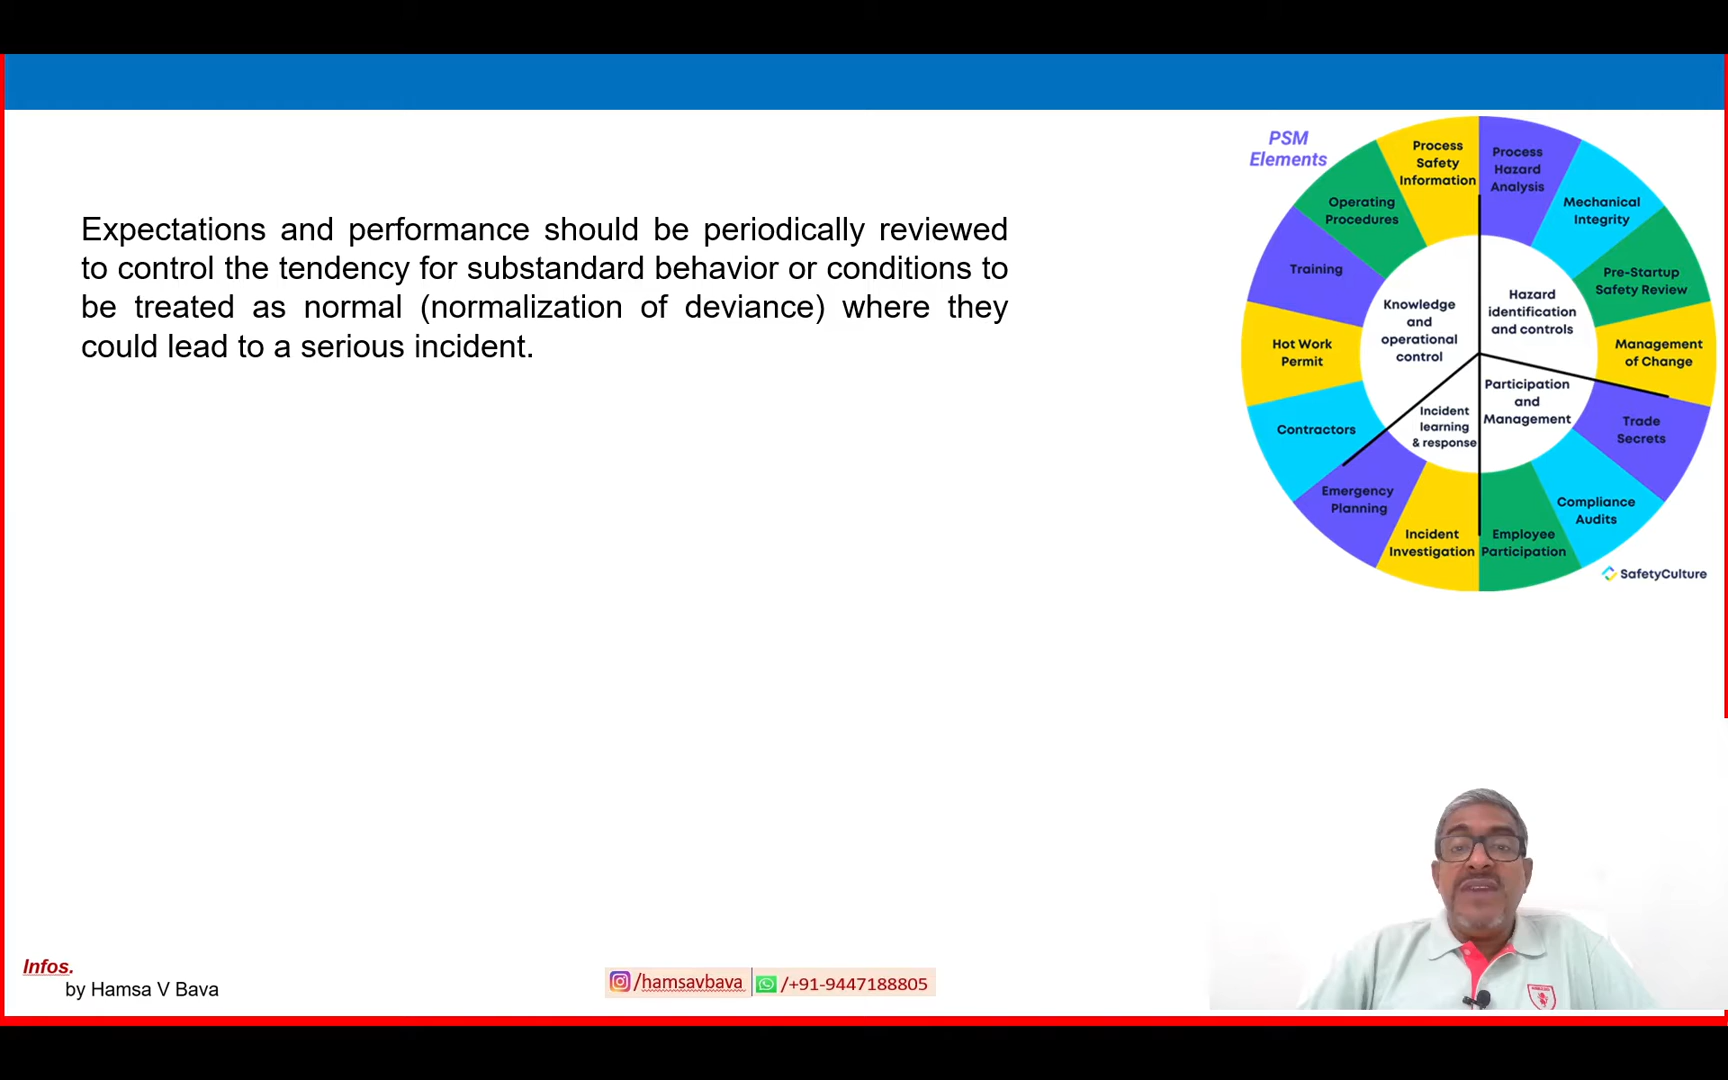 Expectations and performance should be periodically reviewed
to control the tendency for substandard behavior or conditions to
be treated as normal (normalization of deviance) where they
could lead to a serious incident.
PSM
Elements
Process
Safety
Information
Process
Hazard
Analysis
Mechanical
Integrity
Pre-Startup
Safety Review
Management
of Change
Trade
Secrets
Compliance
Audits
Employee
Participation
Incident
Investigation
Emergency
Planning
Contractors
Hot Work
Permit
Training
Operating
Procedures
Knowledge
and
operational
control
Hazard
identification
and controls
Participation
and
Management
Incident
learning
& response
SafetyCulture
Infos.
by Hamsa V Bava
/hamsavbava
/+91-9447188805